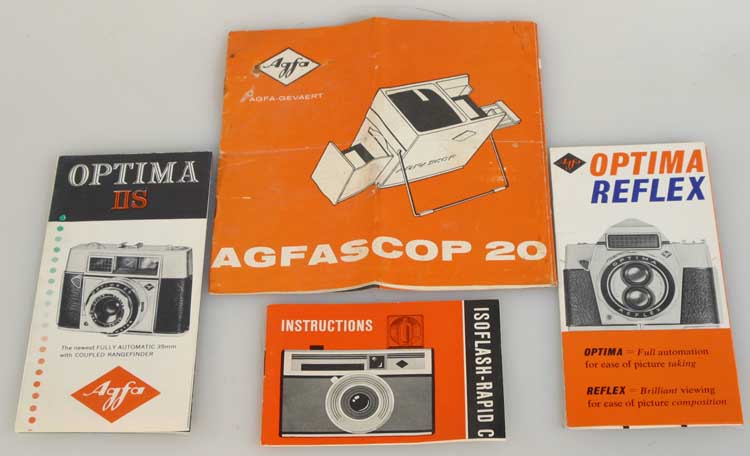 Agfa
AGFA-GEVAERT
AGFASCOP 20
OPTIMA
IIS
The newest FULLY AUTOMATIC 35mm
with COUPLED RANGEFINDER
Agfa
INSTRUCTIONS
ISOFLASH-RAPID C
Agfa
OPTIMA
REFLEX
OPTIMA
REFLEX
OPTIMA = Full automation
for ease of picture taking
REFLEX = Brilliant viewing
for ease of picture composition